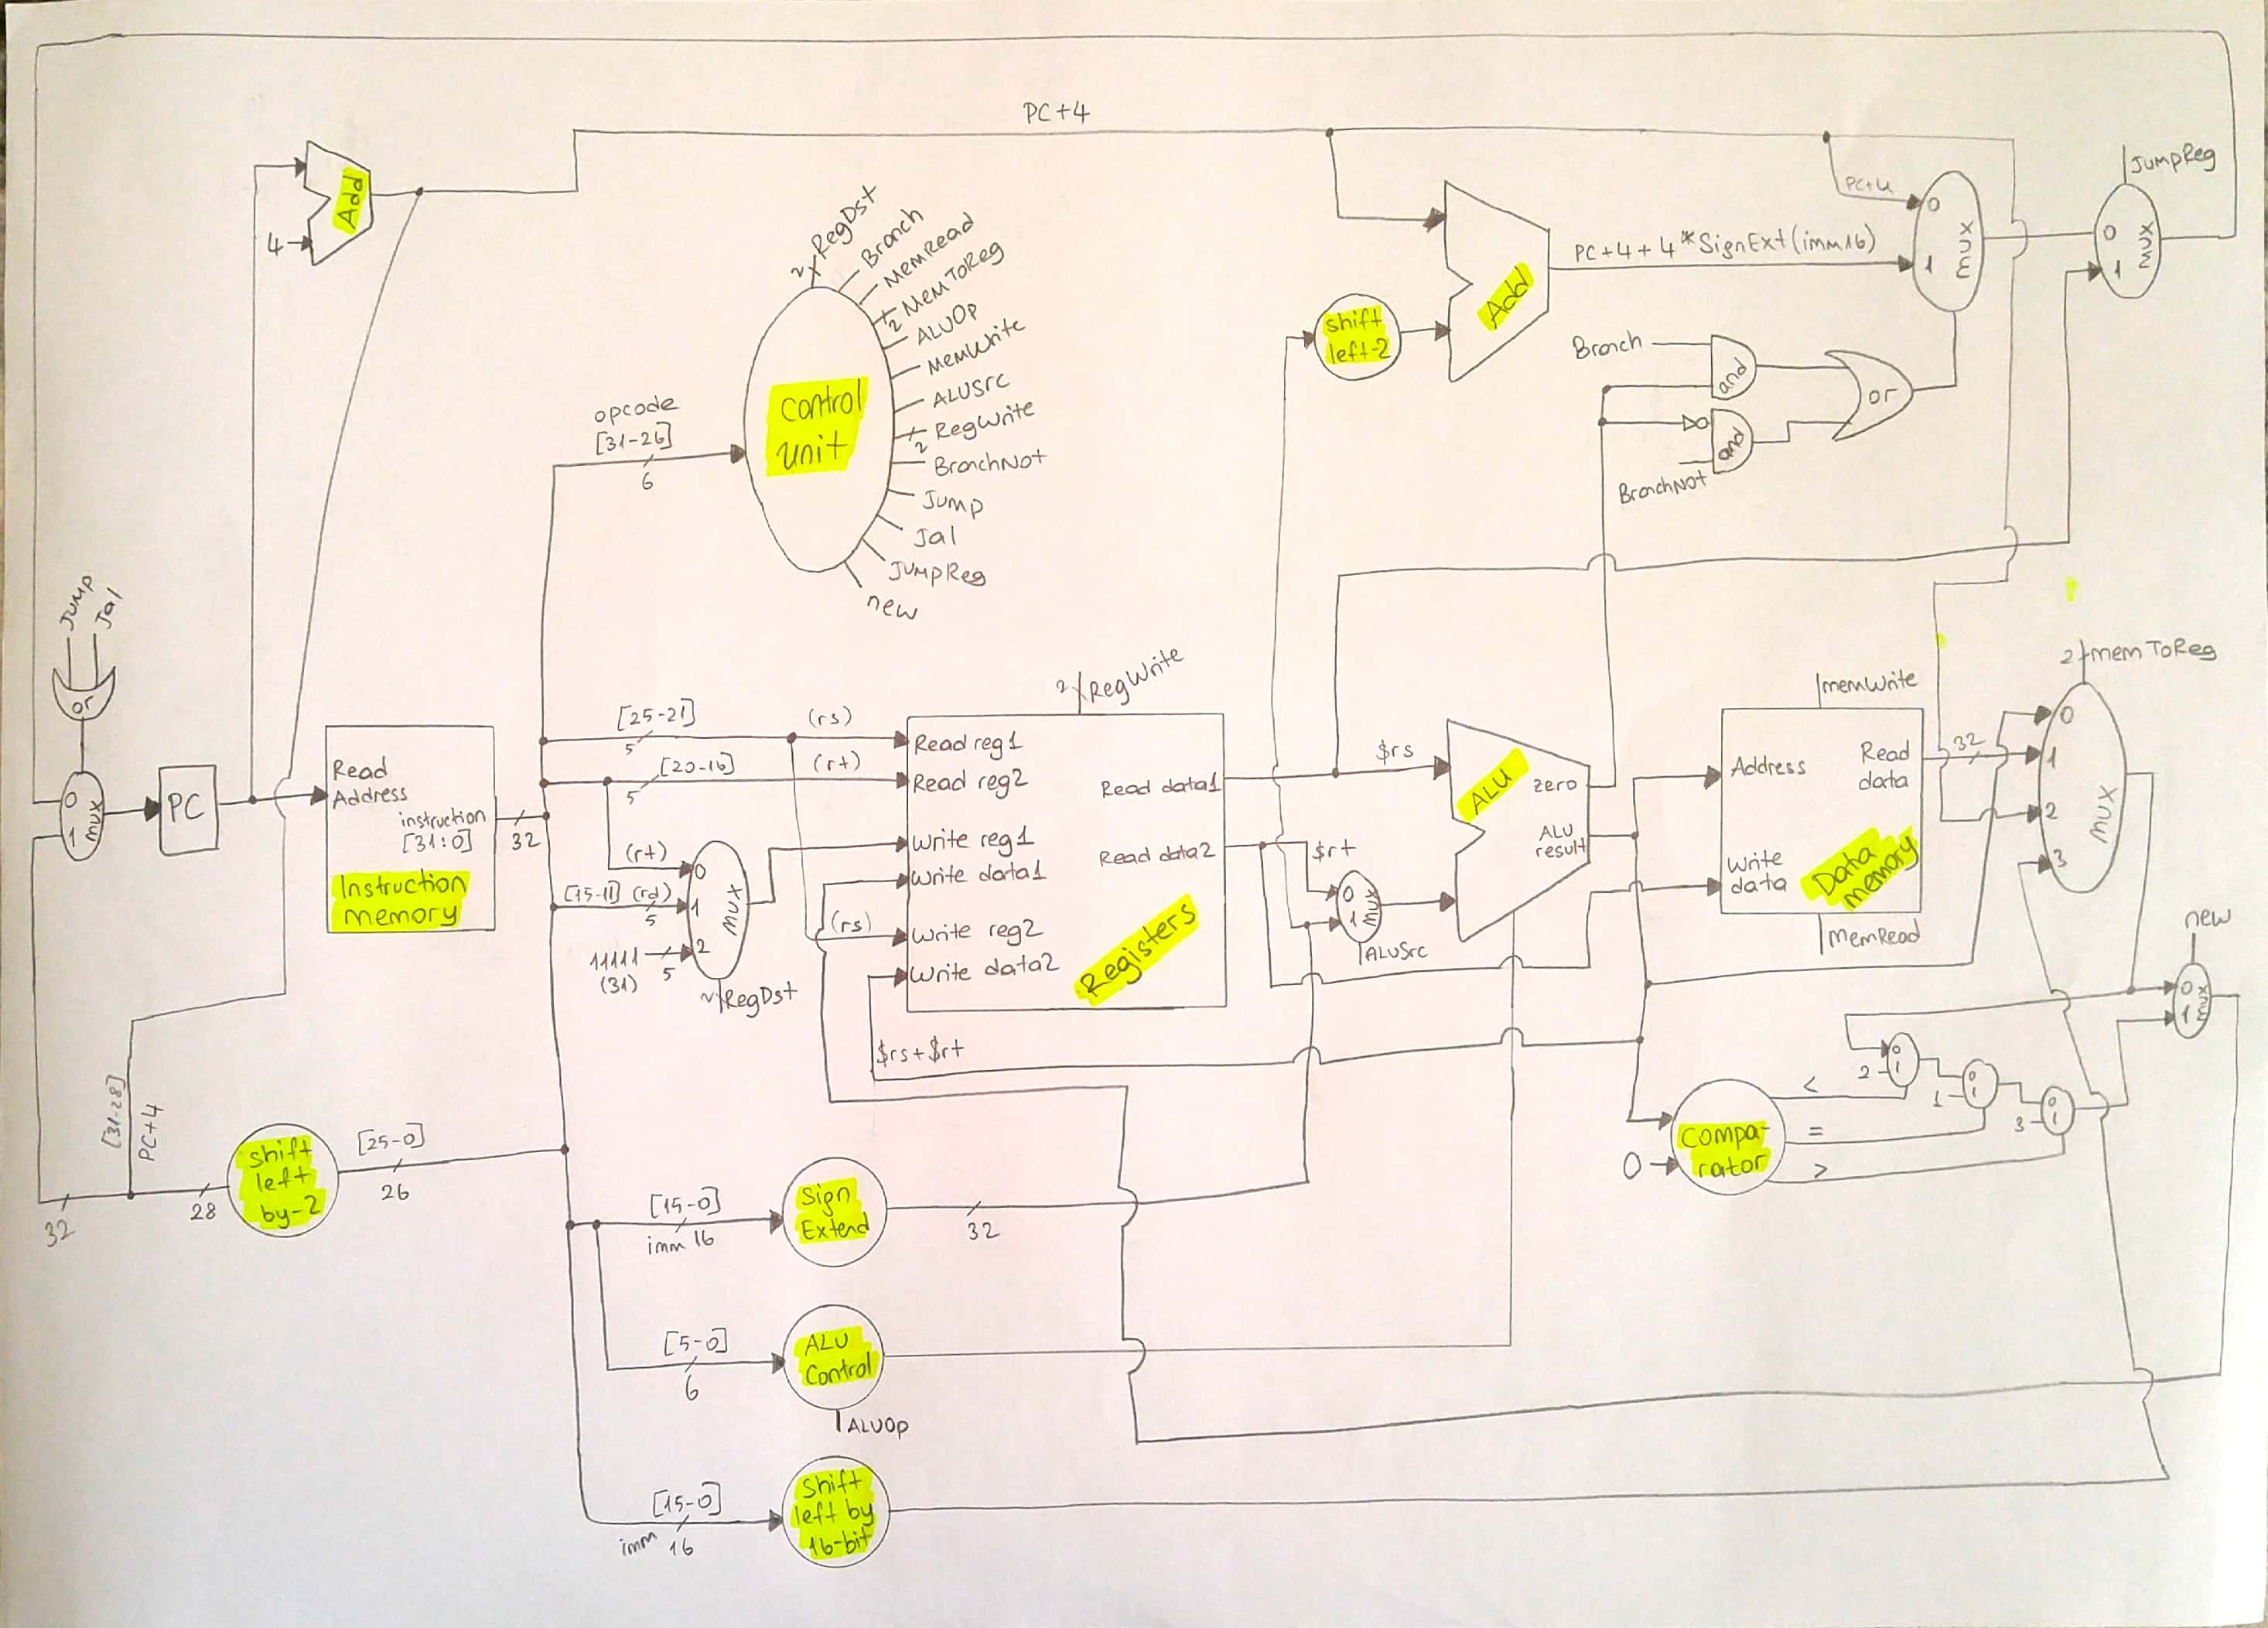 PC+4
Add
4
2 RegDst
Branch
MemRead
2 MemToReg
ALUOp
MemWrite
ALUSrc
2 RegWrite
BranchNot
Jump
Jal
JumpReg
new
control
unit
opcode
[31-26]
6
JumpReg
PC+4
0
1
mux
PC+4+4*SignExt(imm16)
0
1
mux
Add
shift
left-2
Branch
and
or
and
BranchNot
Jump
Jal
or
0
1
mux
PC
Read
Address
instruction
[31:0]
Instruction
memory
32
[25-21]
5
(rs)
[20-16]
5
(rt)
(rt)
[15-11] (rd)
5
11111
(31)
5
0
1
2
mux
2 RegDst
2 RegWrite
Read reg1
Read reg2
Write reg1
Write data1
(rs)
Write reg2
Write data2
Read data1
Read data2
Registers
$rs+$rt
$rs
$rt
0
1
mux
ALUSrc
ALU
zero
ALU
result
memWrite
Address
Read
data
Write
data
Data
memory
MemRead
32
2 memToReg
0
1
2
3
mux
new
0
1
mux
Compa-
rator
0
<
=
>
2
0
1
1
0
1
3
0
1
[31-28]
PC+4
32
28
shift
left
by-2
[25-0]
26
[15-0]
imm 16
Sign
Extend
32
[5-0]
6
ALU
Control
ALUOp
[15-0]
imm 16
Shift
left by
16-bit